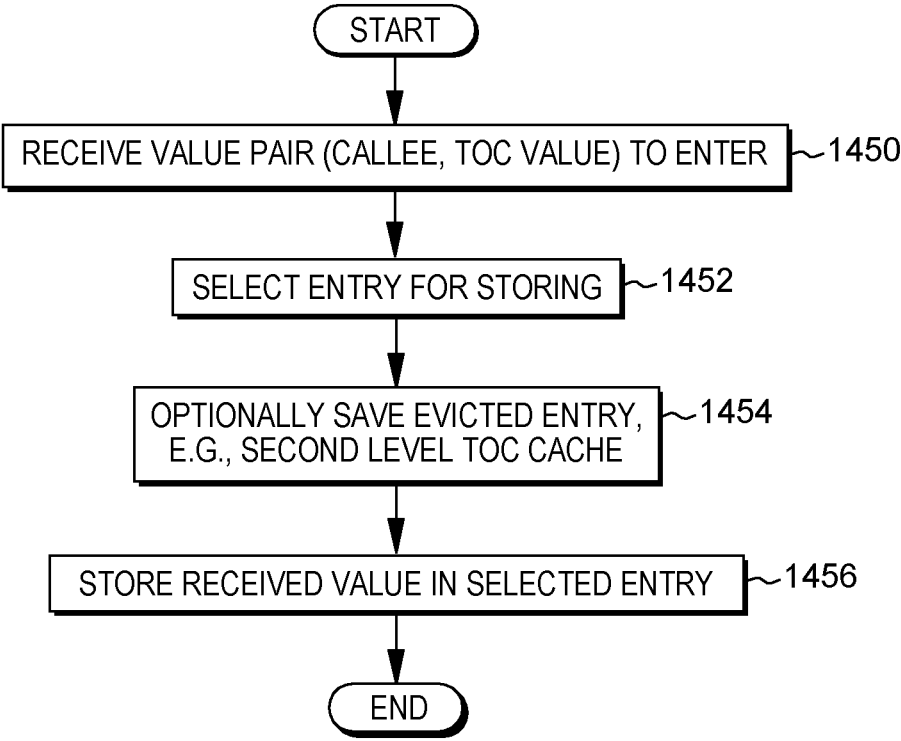 START
RECEIVE VALUE PAIR (CALLEE, TOC VALUE) TO ENTER
1450
SELECT ENTRY FOR STORING
1452
OPTIONALLY SAVE EVICTED ENTRY,
E.G., SECOND LEVEL TOC CACHE
1454
STORE RECEIVED VALUE IN SELECTED ENTRY
1456
END